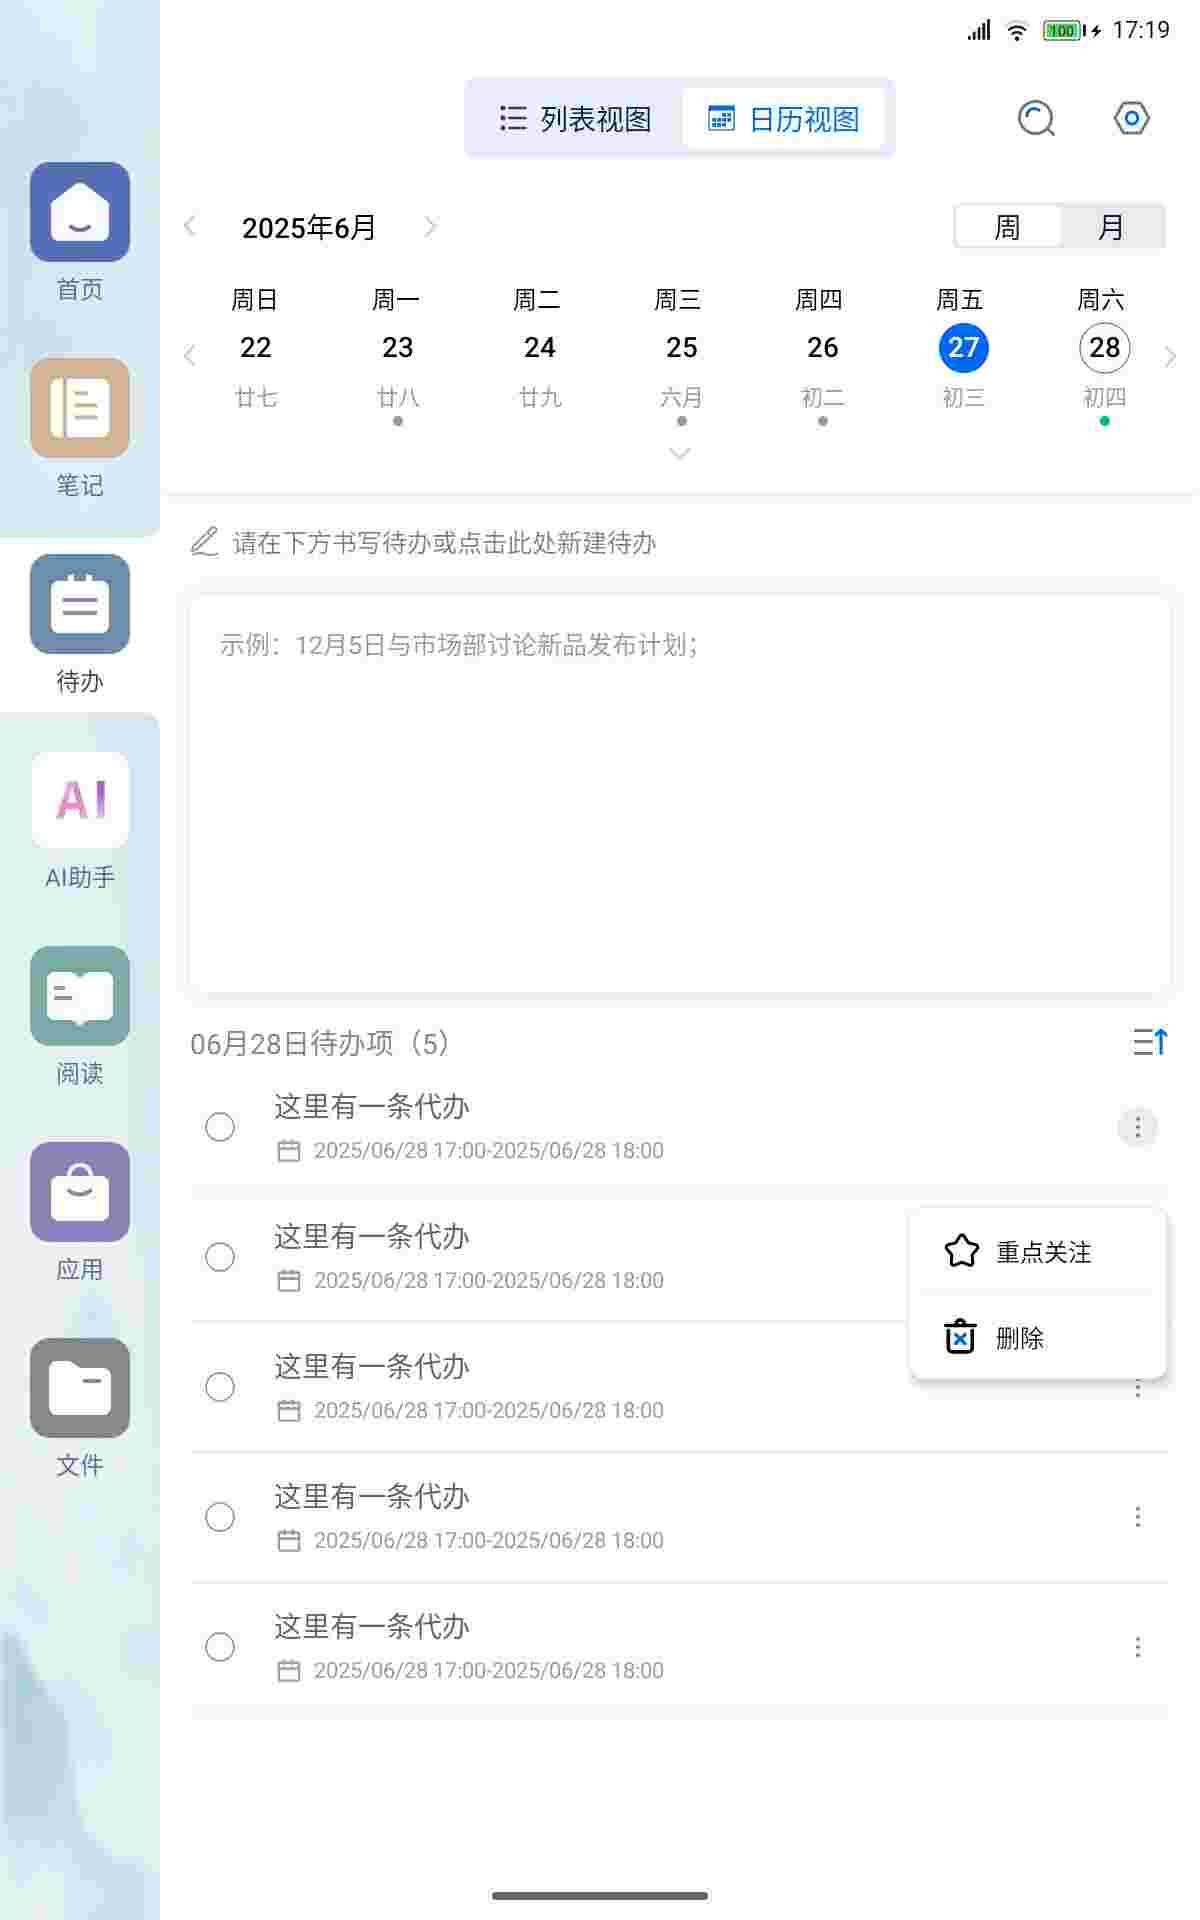 100 17:19
列表视图 日历视图
2025年6月 周 月
周日 周一 周二 周三 周四 周五 周六
22 23 24 25 26 27 28
廿七 廿八 廿九 六月 初二 初三 初四
请在下方书写待办或点击此处新建待办
示例：12月5日与市场部讨论新品发布计划；
06月28日待办项（5）
这里有一条代办
2025/06/28 17:00-2025/06/28 18:00
这里有一条代办
2025/06/28 17:00-2025/06/28 18:00
这里有一条代办
2025/06/28 17:00-2025/06/28 18:00
这里有一条代办
2025/06/28 17:00-2025/06/28 18:00
这里有一条代办
2025/06/28 17:00-2025/06/28 18:00
重点关注
删除
首页
笔记
待办
AI
AI助手
阅读
应用
文件